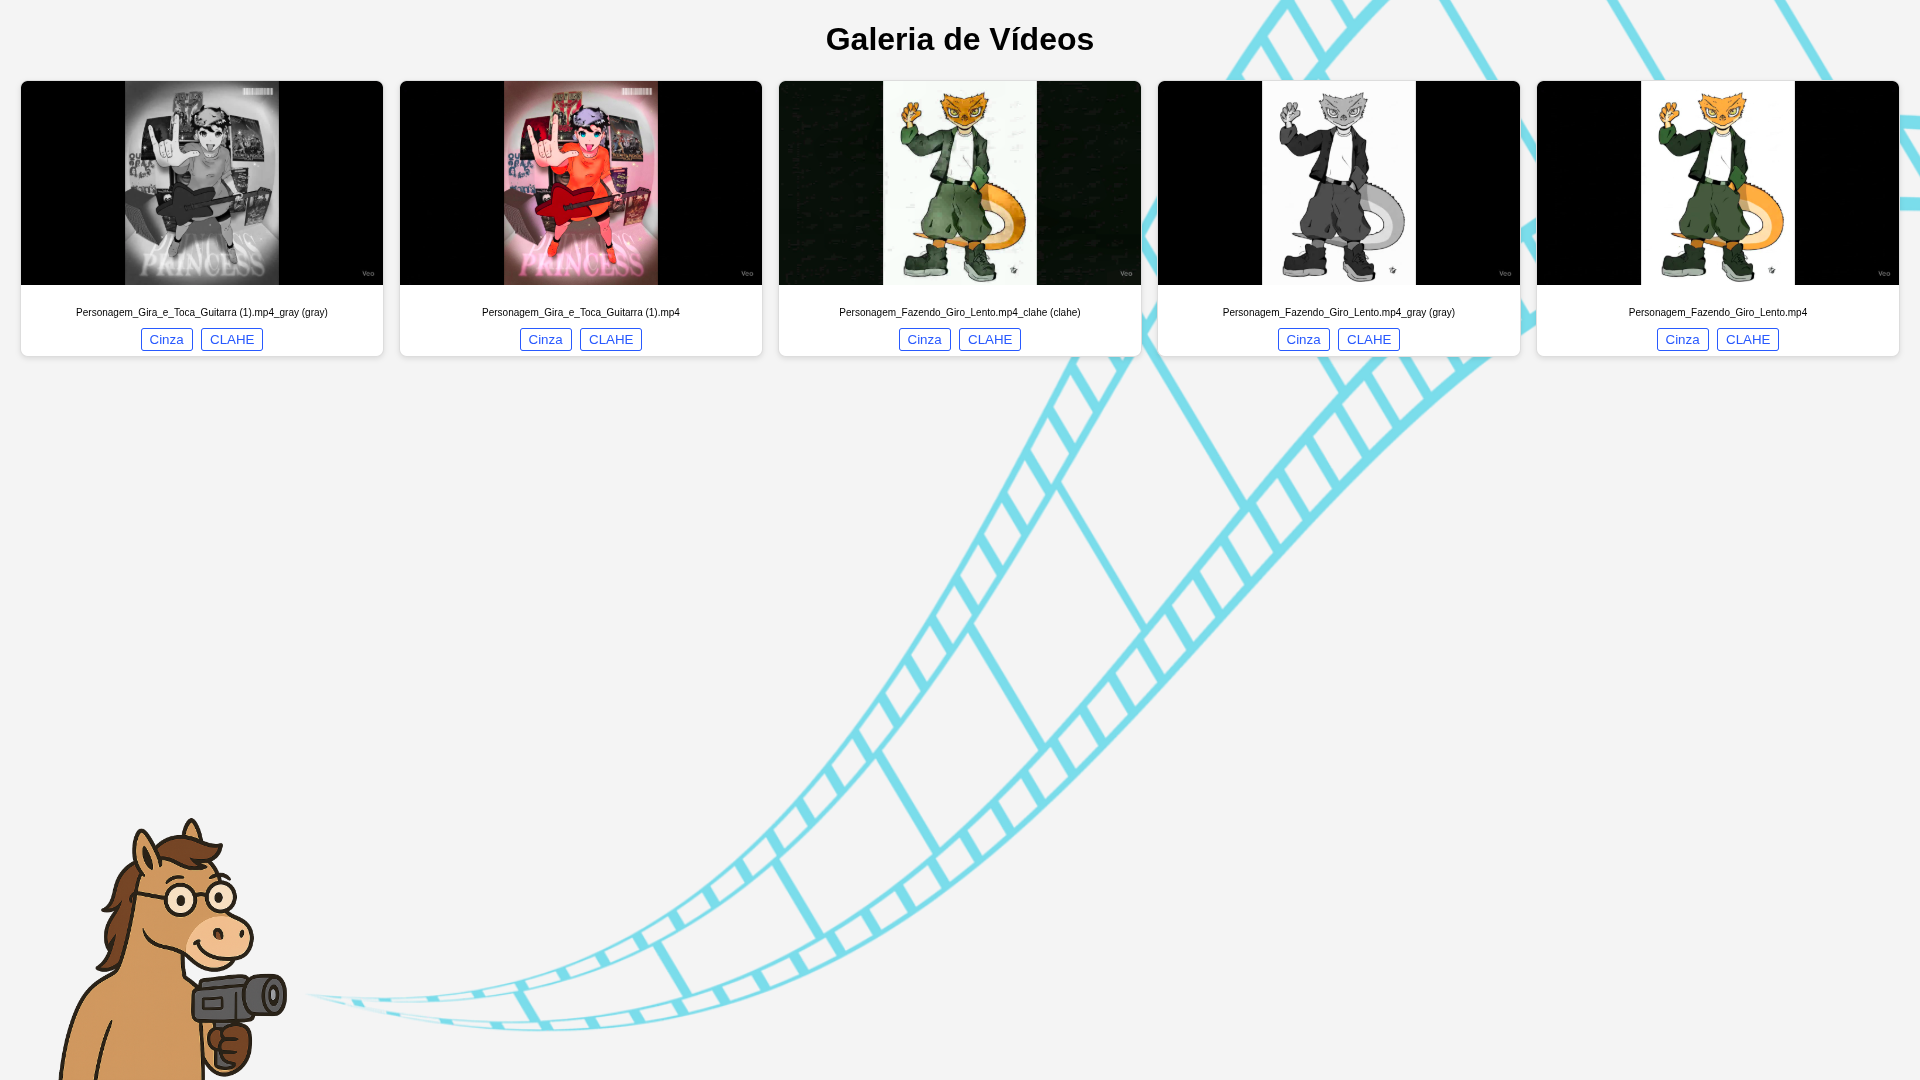 Galeria de Vídeos
PRINCESS
Veo
Personagem_Gira_e_Toca_Guitarra (1).mp4_gray (gray)
Cinza CLAHE
PRINCESS
Veo
Personagem_Gira_e_Toca_Guitarra (1).mp4
Cinza CLAHE
Veo
Personagem_Fazendo_Giro_Lento.mp4_clahe (clahe)
Cinza CLAHE
Veo
Personagem_Fazendo_Giro_Lento.mp4_gray (gray)
Cinza CLAHE
Veo
Personagem_Fazendo_Giro_Lento.mp4
Cinza CLAHE